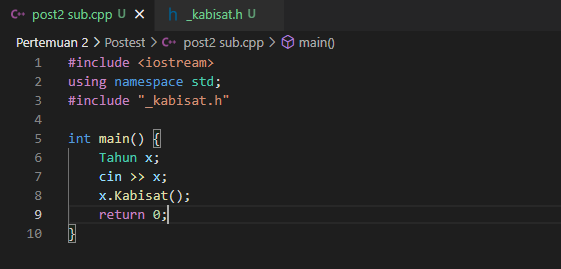 C++ post2 sub.cpp U × h _kabisat.h U
Pertemuan 2 > Postest > C++ post2 sub.cpp > main()
1 #include <iostream>
2 using namespace std;
3 #include "_kabisat.h"
4
5 int main() {
6 Tahun x;
7 cin >> x;
8 x.Kabisat();
9 return 0;
10 }